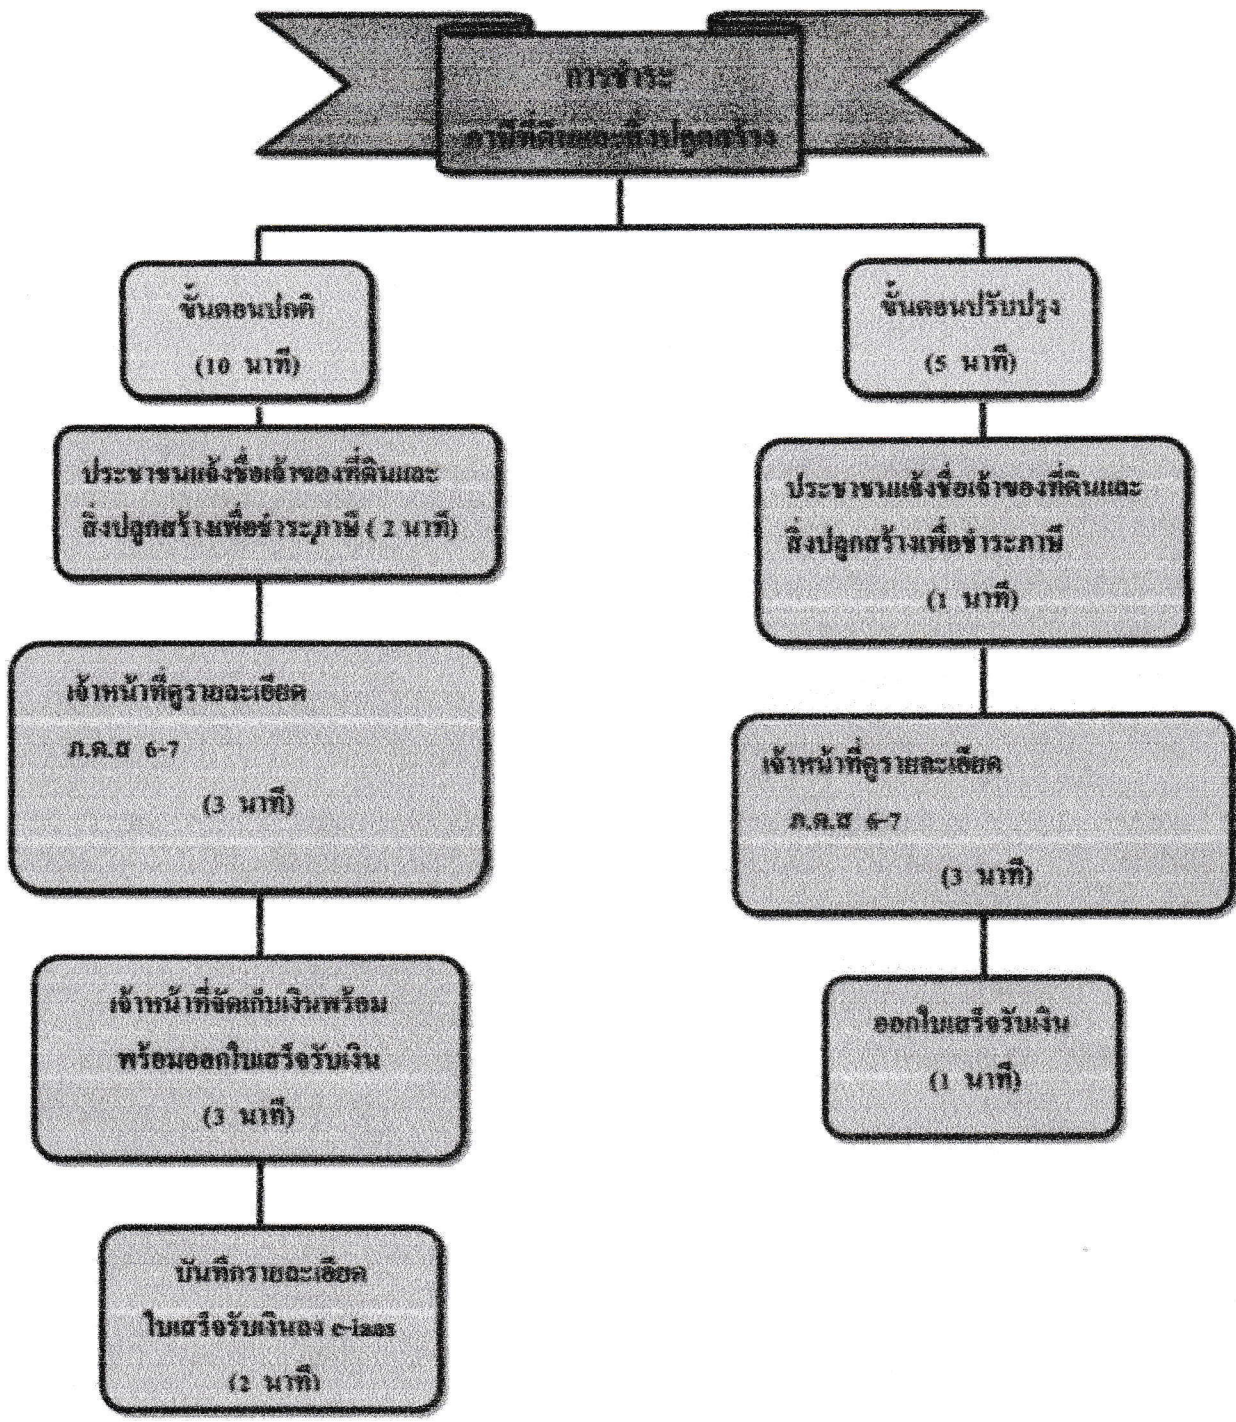 การชำระ
ภาษีที่ดินและสิ่งปลูกสร้าง
ขั้นตอนปกติ
(10 นาที)
ประชาชนแจ้งชื่อเจ้าของที่ดินและ
สิ่งปลูกสร้างเพื่อชำระภาษี ( 2 นาที)
เจ้าหน้าที่ดูรายละเอียด
ภ.ด.ส 6-7
(3 นาที)
เจ้าหน้าที่จัดเก็บเงินพร้อม
พร้อมออกใบเสร็จรับเงิน
(3 นาที)
บันทึกรายละเอียด
ใบเสร็จรับเงินลง e-laas
(2 นาที)
ขั้นตอนปรับปรุง
(5 นาที)
ประชาชนแจ้งชื่อเจ้าของที่ดินและ
สิ่งปลูกสร้างเพื่อชำระภาษี
(1 นาที)
เจ้าหน้าที่ดูรายละเอียด
ภ.ด.ส 6-7
(3 นาที)
ออกใบเสร็จรับเงิน
(1 นาที)